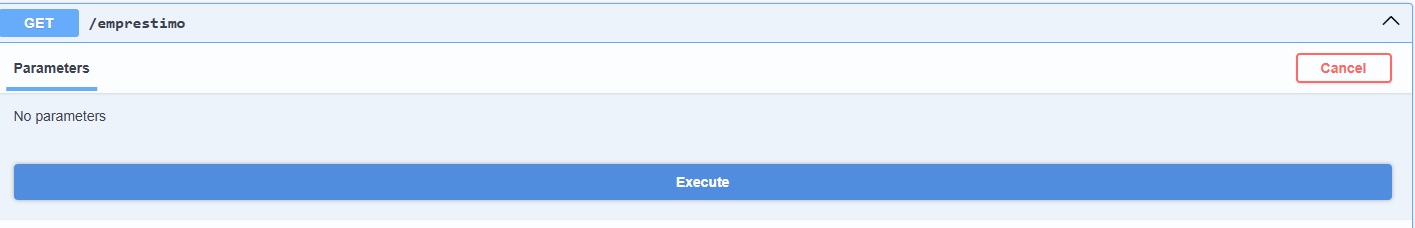 GET /emprestimo
Parameters Cancel
No parameters
Execute